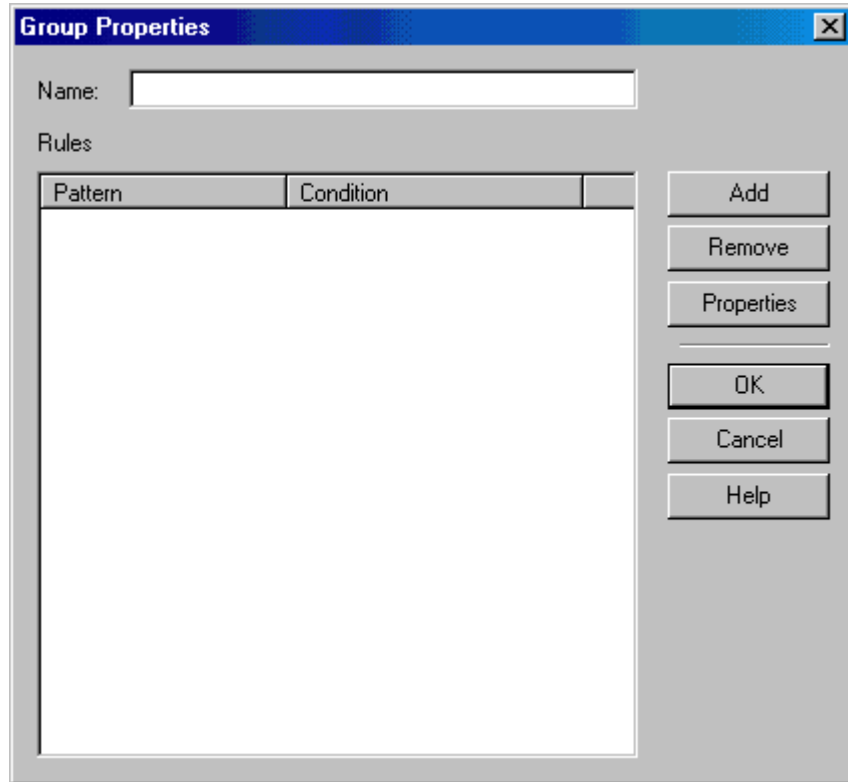 Group Properties
Name:
Rules
Pattern Condition
Add
Remove
Properties
OK
Cancel
Help